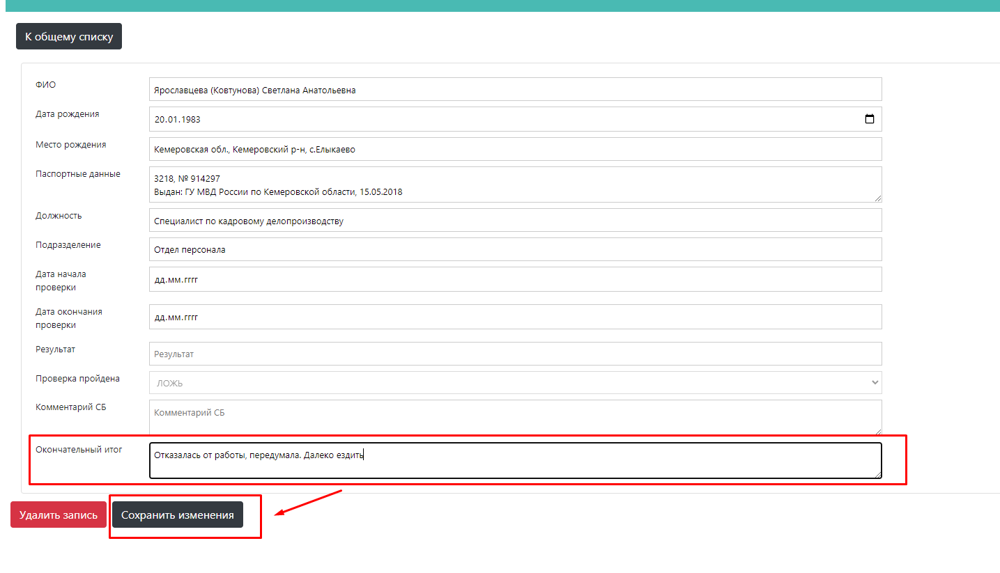 К общему списку
ФИО
Ярославцева (Ковтунова) Светлана Анатольевна
Дата рождения
20.01.1983
Место рождения
Кемеровская обл., Кемеровский р-н, с.Елыкаево
Паспортные данные
3218, № 914297
Выдан: ГУ МВД России по Кемеровской области, 15.05.2018
Должность
Специалист по кадровому делопроизводству
Подразделение
Отдел персонала
Дата начала
проверки
дд.мм.гггг
Дата окончания
проверки
дд.мм.гггг
Результат
Результат
Проверка пройдена
ЛОЖЬ
Комментарий СБ
Комментарий СБ
Окончательный итог
Отказалась от работы, передумала. Далеко ездить
Удалить запись
Сохранить изменения